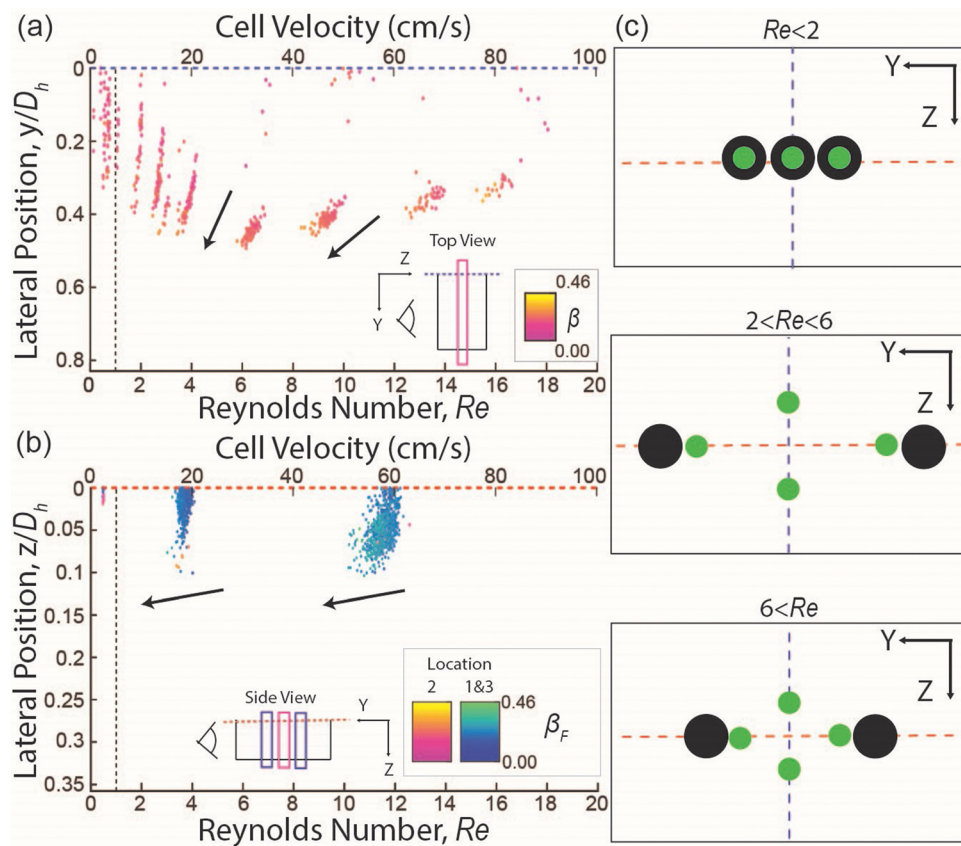 (a)
Cell Velocity (cm/s)
0 20 40 60 80 100
Lateral Position, y/Dh
0
0.2
0.4
0.6
0.8
Top View
Z
Y
0.46
β
0.00
0 2 4 6 8 10 12 14 16 18 20
Reynolds Number, Re
(b)
Cell Velocity (cm/s)
0 20 40 60 80 100
Lateral Position, z/Dh
0
0.05
0.1
0.15
0.2
0.25
0.3
0.35
Side View
Y
Z
Location
2 1&3
0.46
βF
0.00
0 2 4 6 8 10 12 14 16 18 20
Reynolds Number, Re
(c)
Re<2
Y
Z
2<Re<6
Y
Z
6<Re
Y
Z